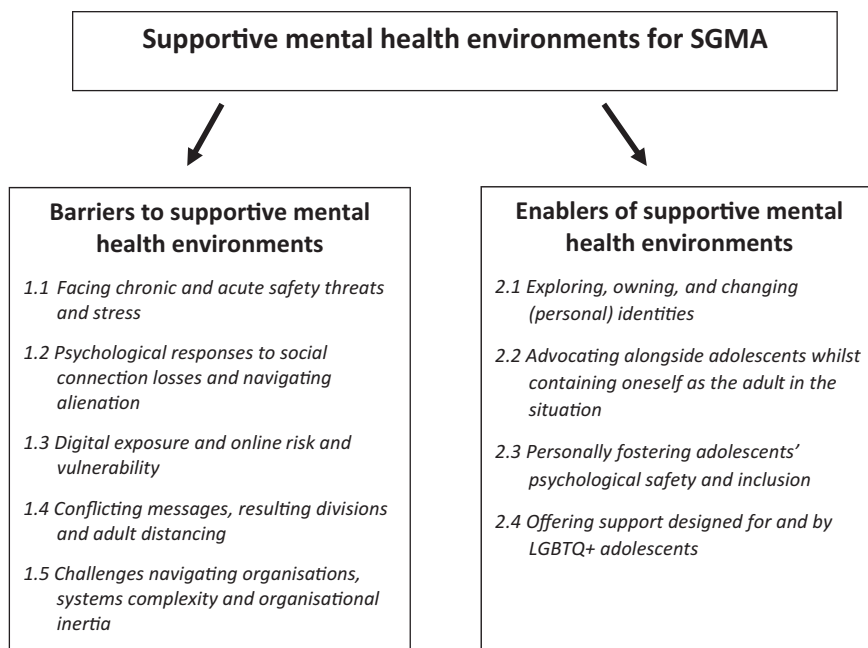 Supportive mental health environments for SGMA
Barriers to supportive mental
health environments
1.1 Facing chronic and acute safety threats
and stress
1.2 Psychological responses to social
connection losses and navigating
alienation
1.3 Digital exposure and online risk and
vulnerability
1.4 Conflicting messages, resulting divisions
and adult distancing
1.5 Challenges navigating organisations,
systems complexity and organisational
inertia
Enablers of supportive mental
health environments
2.1 Exploring, owning, and changing
(personal) identities
2.2 Advocating alongside adolescents whilst
containing oneself as the adult in the
situation
2.3 Personally fostering adolescents’
psychological safety and inclusion
2.4 Offering support designed for and by
LGBTQ+ adolescents